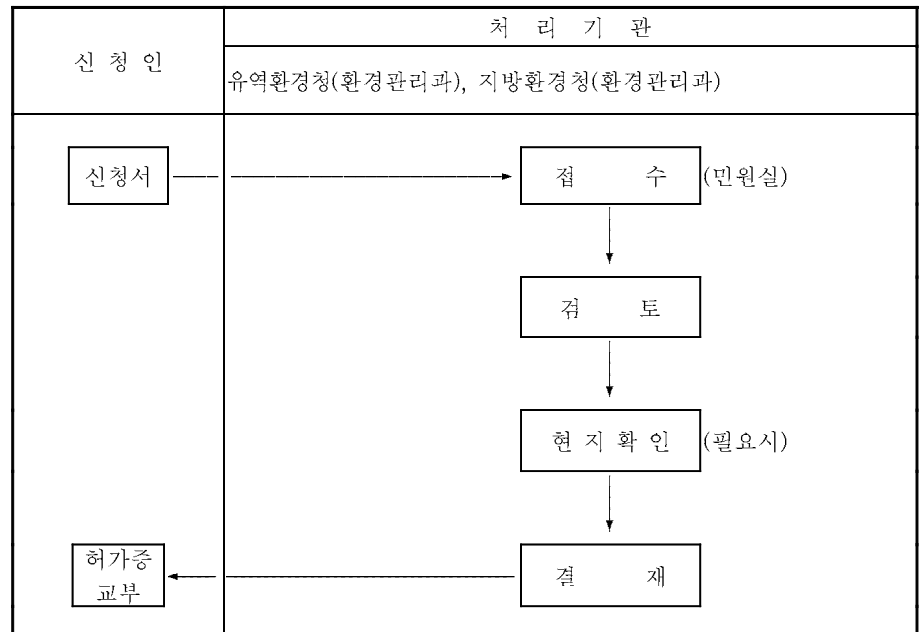 처 리 기 관
신 청 인
유역환경청(환경관리과), 지방환경청(환경관리과)
신청서
접 수 (민원실)
검 토
현 지 확 인 (필요시)
허가증
교부
결 재